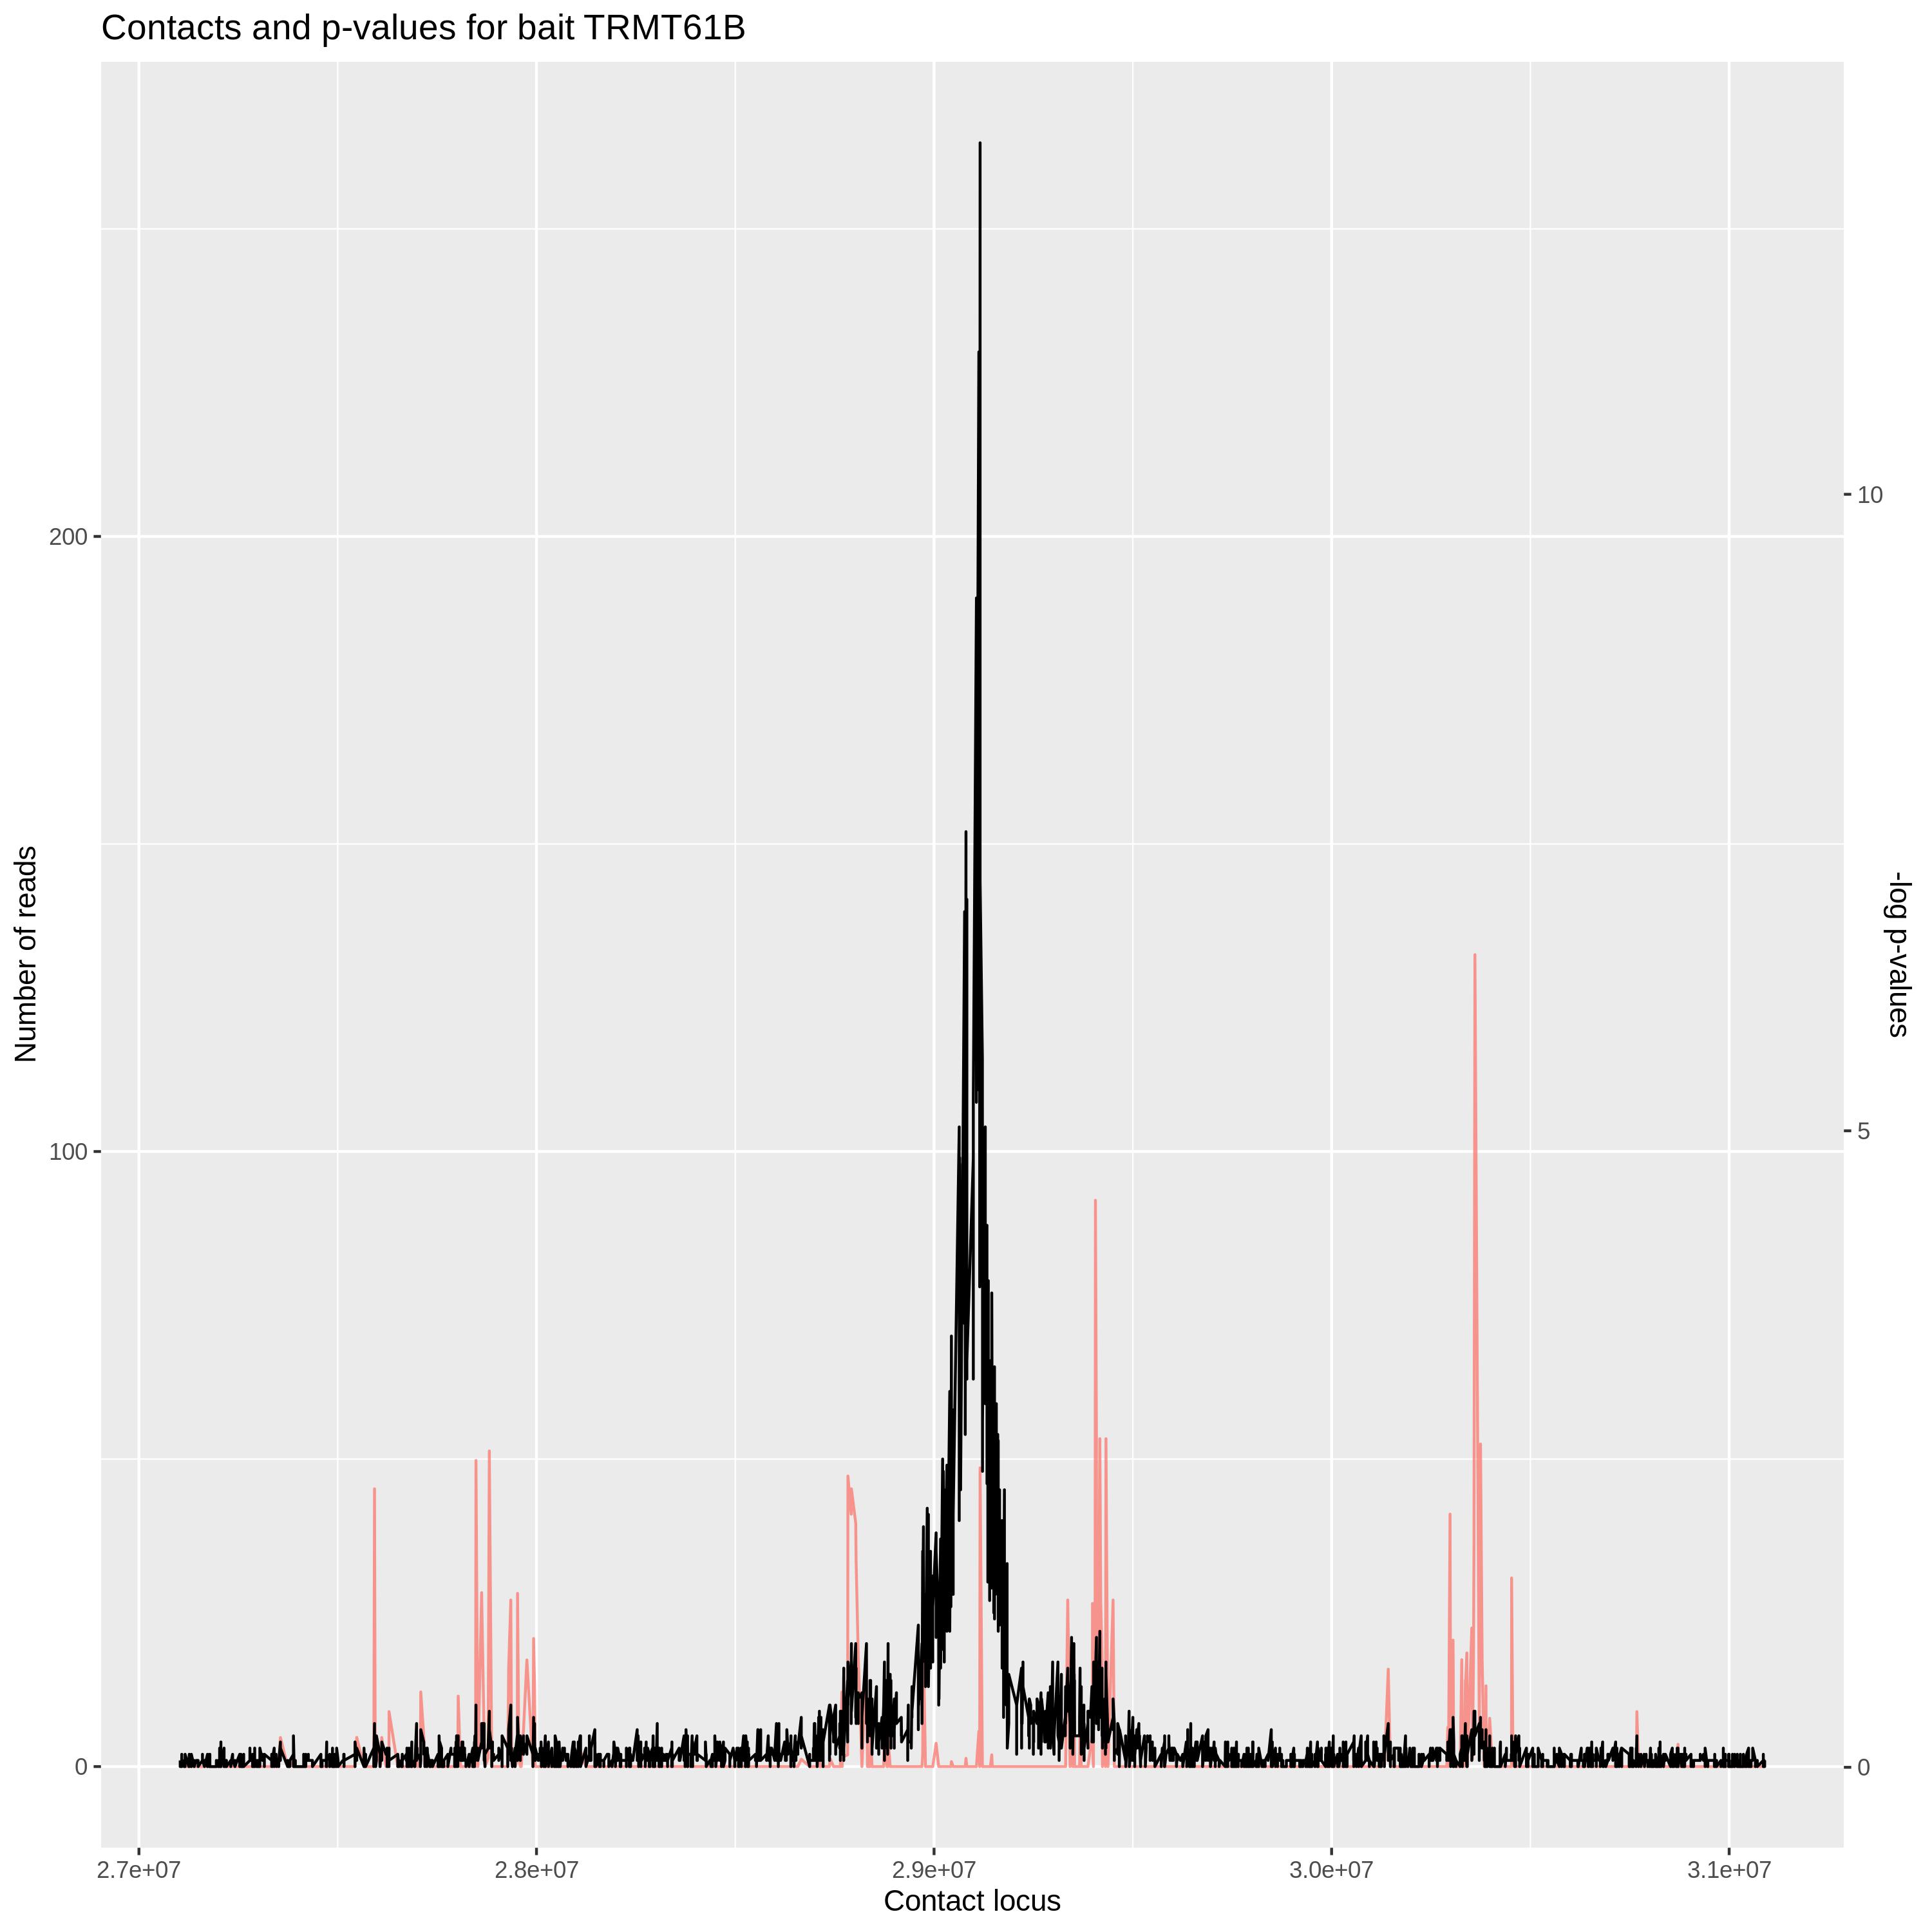 Contacts and p-values for bait TRMT61B
Number of reads
200
100
0
10
5
0
-log p-values
2.7e+07 2.8e+07 2.9e+07 3.0e+07 3.1e+07
Contact locus